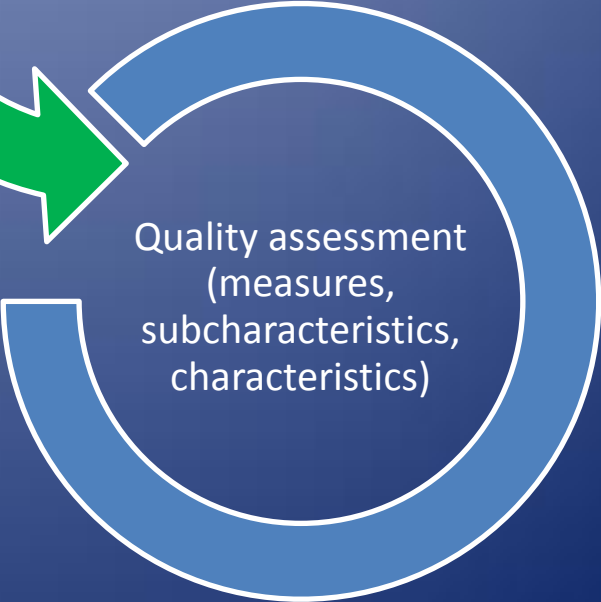 Quality assessment
(measures,
subcharacteristics,
characteristics)